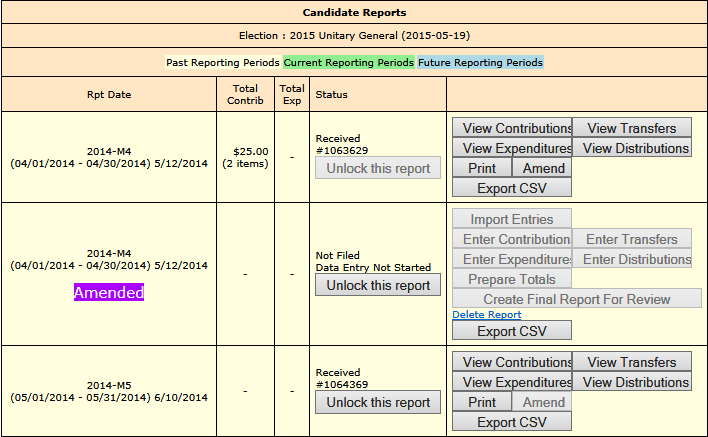 Candidate Reports
Election : 2015 Unitary General (2015-05-19)
Past Reporting Periods Current Reporting Periods Future Reporting Periods
Rpt Date Total Contrib Total Exp Status
2014-M4
(04/01/2014 - 04/30/2014) 5/12/2014
$25.00
(2 items)
-
Received
#1063629
Unlock this report
View Contributions View Transfers
View Expenditures View Distributions
Print Amend
Export CSV
2014-M4
(04/01/2014 - 04/30/2014) 5/12/2014
Amended
-
-
Not Filed
Data Entry Not Started
Unlock this report
Import Entries
Enter Contribution Enter Transfers
Enter Expenditures Enter Distributions
Prepare Totals
Create Final Report For Review
Delete Report
Export CSV
2014-M5
(05/01/2014 - 05/31/2014) 6/10/2014
-
-
Received
#1064369
Unlock this report
View Contributions View Transfers
View Expenditures View Distributions
Print Amend
Export CSV